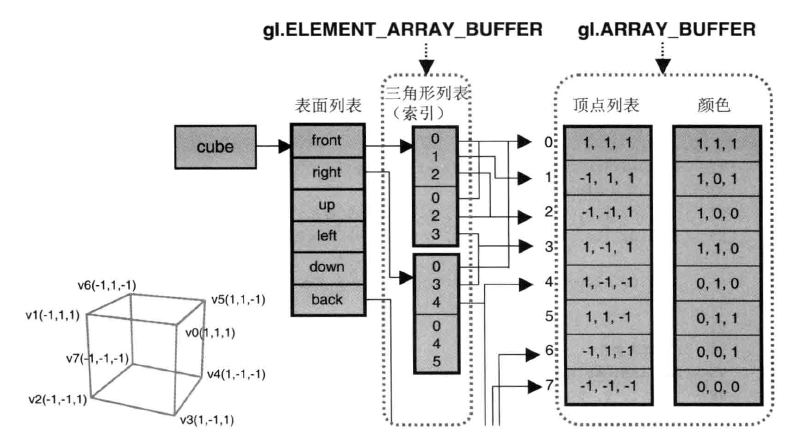 gl.ELEMENT_ARRAY_BUFFER
gl.ARRAY_BUFFER
表面列表
三角形列表
（索引）
顶点列表
颜色
cube
front
right
up
left
down
back
0
1
2
0
2
3
0
3
4
0
4
5
0
1, 1, 1
1, 1, 1
1
-1, 1, 1
1, 0, 1
2
-1, -1, 1
1, 0, 0
3
1, -1, 1
1, 1, 0
4
1, -1, -1
0, 1, 0
5
1, 1, -1
0, 1, 1
6
-1, 1, -1
0, 0, 1
7
-1, -1, -1
0, 0, 0
v6(-1,1,-1)
v5(1,1,-1)
v1(-1,1,1)
v0(1,1,1)
v7(-1,-1,-1)
v4(1,-1,-1)
v2(-1,-1,1)
v3(1,-1,1)